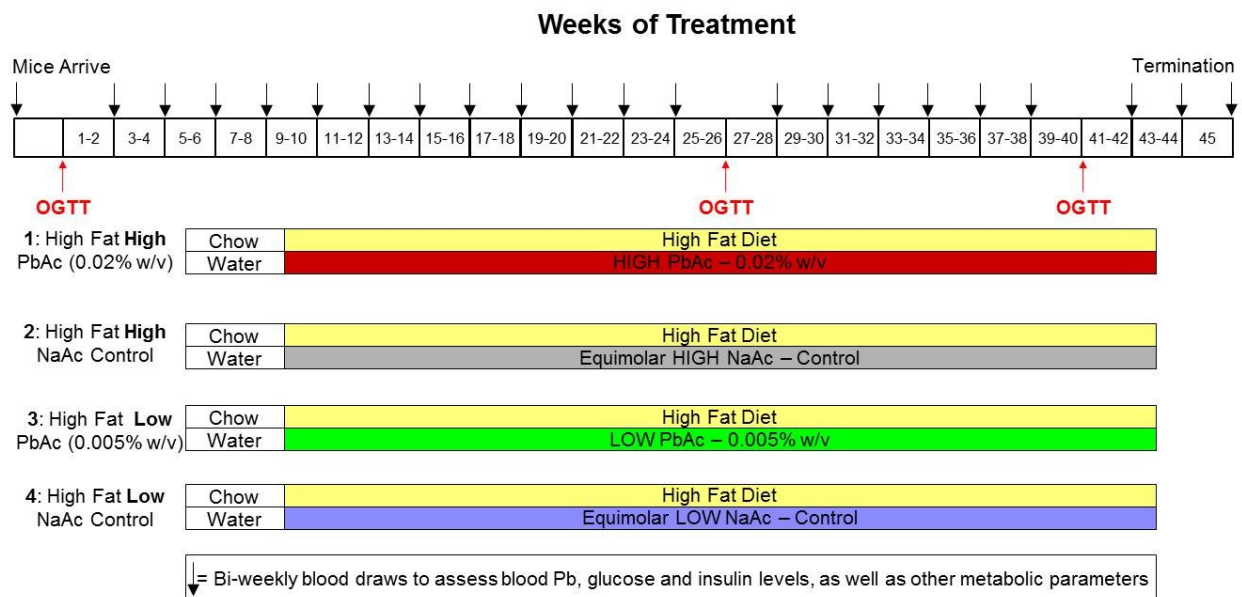 Weeks of Treatment
Mice Arrive
Termination
1-2 3-4 5-6 7-8 9-10 11-12 13-14 15-16 17-18 19-20 21-22 23-24 25-26 27-28 29-30 31-32 33-34 35-36 37-38 39-40 41-42 43-44 45
OGTT OGTT OGTT
1: High Fat High
PbAc (0.02% w/v)
Chow High Fat Diet
Water HIGH PbAc – 0.02% w/v
2: High Fat High
NaAc Control
Chow High Fat Diet
Water Equimolar HIGH NaAc – Control
3: High Fat Low
PbAc (0.005% w/v)
Chow High Fat Diet
Water LOW PbAc – 0.005% w/v
4: High Fat Low
NaAc Control
Chow High Fat Diet
Water Equimolar LOW NaAc – Control
= Bi-weekly blood draws to assess blood Pb, glucose and insulin levels, as well as other metabolic parameters